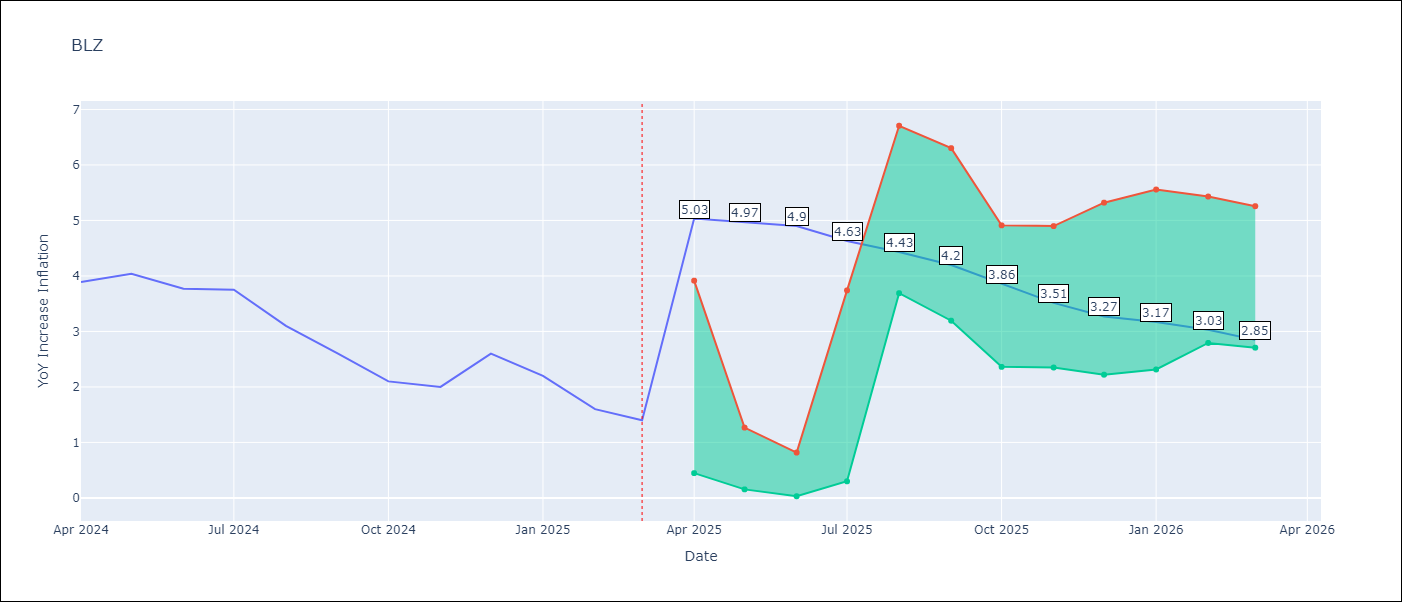 BLZ
YoY Increase Inflation
7
6
5
4
3
2
1
0
5.03
4.97
4.9
4.63
4.43
4.2
3.86
3.51
3.27
3.17
3.03
2.85
Apr 2024
Jul 2024
Oct 2024
Jan 2025
Apr 2025
Jul 2025
Oct 2025
Jan 2026
Apr 2026
Date